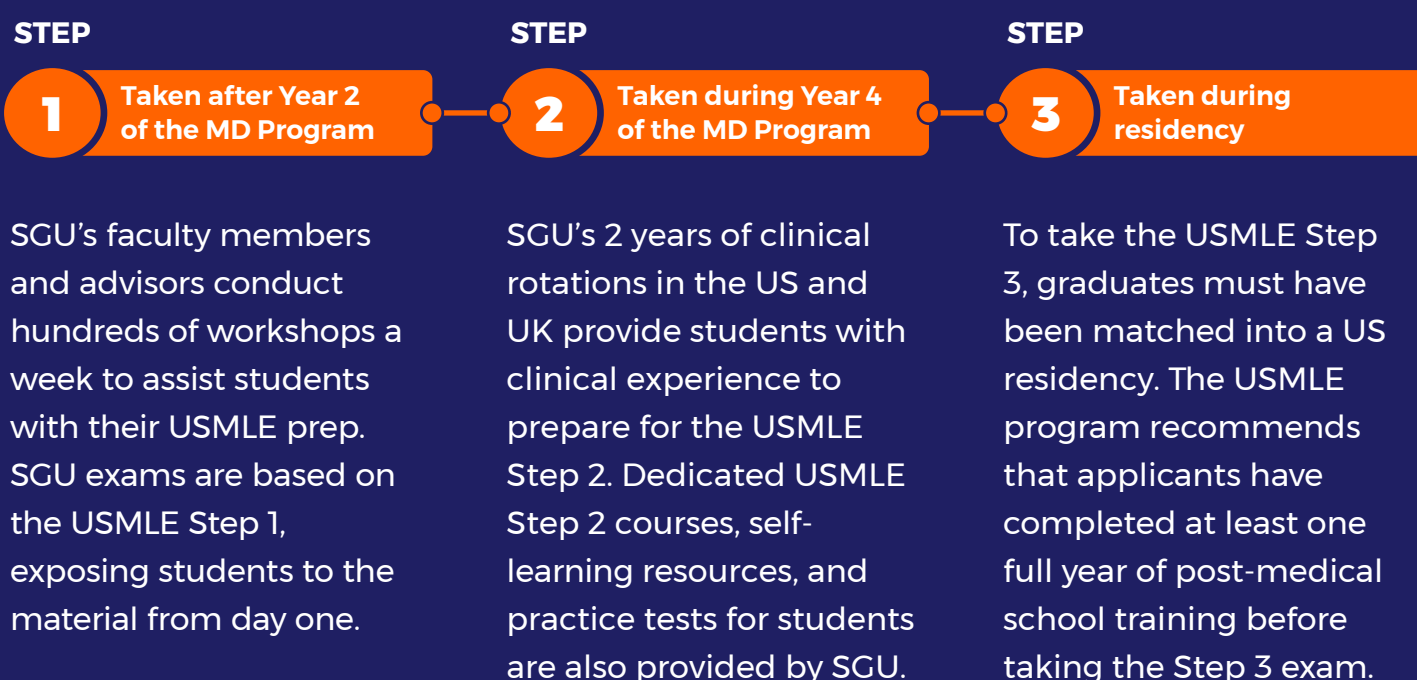 STEP
1
Taken after Year 2
of the MD Program
SGU's faculty members
and advisors conduct
hundreds of workshops a
week to assist students
with their USMLE prep.
SGU exams are based on
the USMLE Step 1,
exposing students to the
material from day one.
STEP
2
Taken during Year 4
of the MD Program
SGU's 2 years of clinical
rotations in the US and
UK provide students with
clinical experience to
prepare for the USMLE
Step 2. Dedicated USMLE
Step 2 courses, self-
learning resources, and
practice tests for students
are also provided by SGU.
STEP
3
Taken during
residency
To take the USMLE Step
3, graduates must have
been matched into a US
residency. The USMLE
program recommends
that applicants have
completed at least one
full year of post-medical
school training before
taking the Step 3 exam.